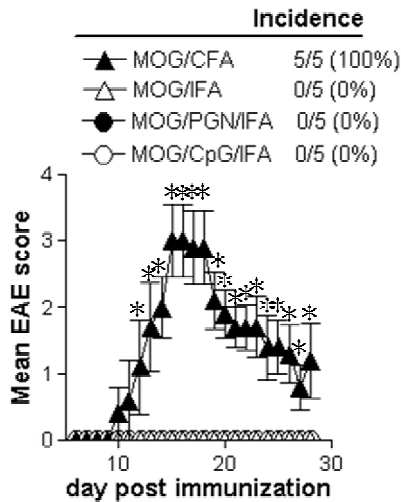 Incidence
MOG/CFA 5/5 (100%)
MOG/IFA 0/5 (0%)
MOG/PGN/IFA 0/5 (0%)
MOG/CpG/IFA 0/5 (0%)
4
3
2
1
0
Mean EAE score
* * * * * * * * * * * * * * * * *
10 20 30
day post immunization